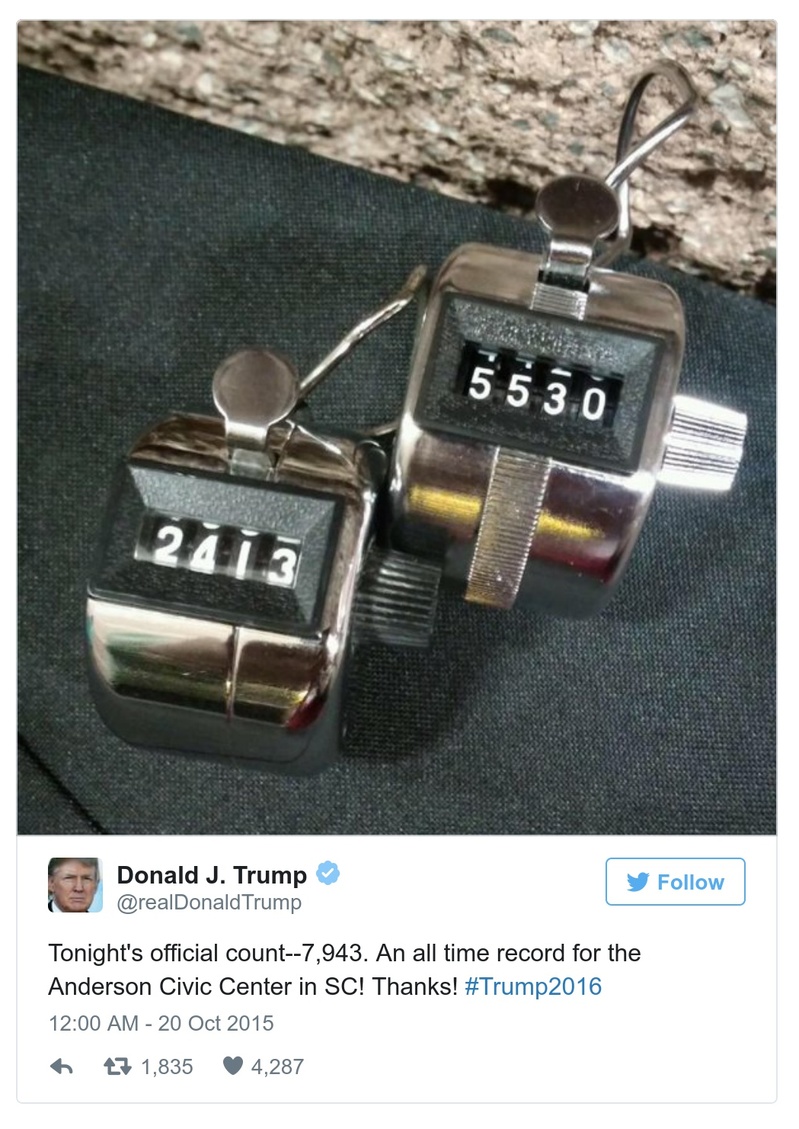 5530
2413
Donald J. Trump
@realDonaldTrump
Follow
Tonight's official count--7,943. An all time record for the
Anderson Civic Center in SC! Thanks! #Trump2016
12:00 AM - 20 Oct 2015
1,835 4,287